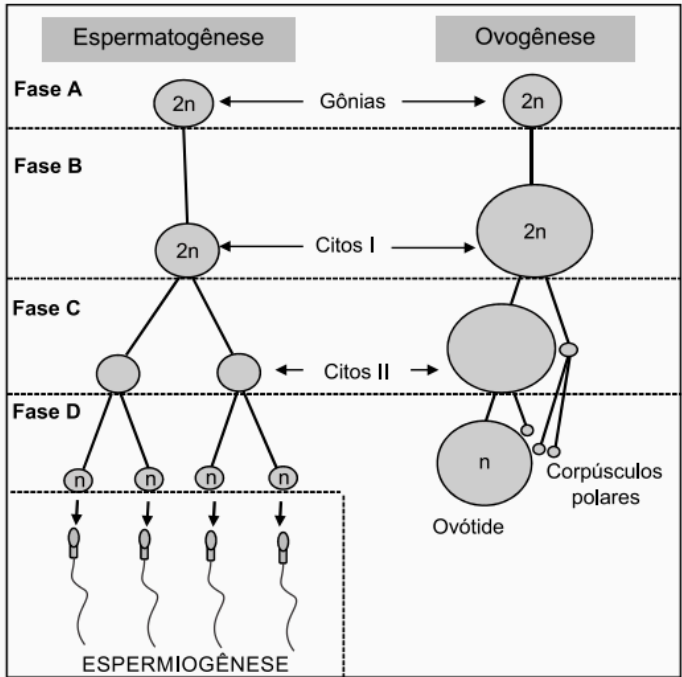 Espermatogênese
Ovogênese
Fase A
2n
Gônias
2n
Fase B
2n
Citos I
2n
Fase C
Citos II
Fase D
n
n
n
n
n
Corpúsculos
polares
Ovótide
ESPERMIOGÊNESE